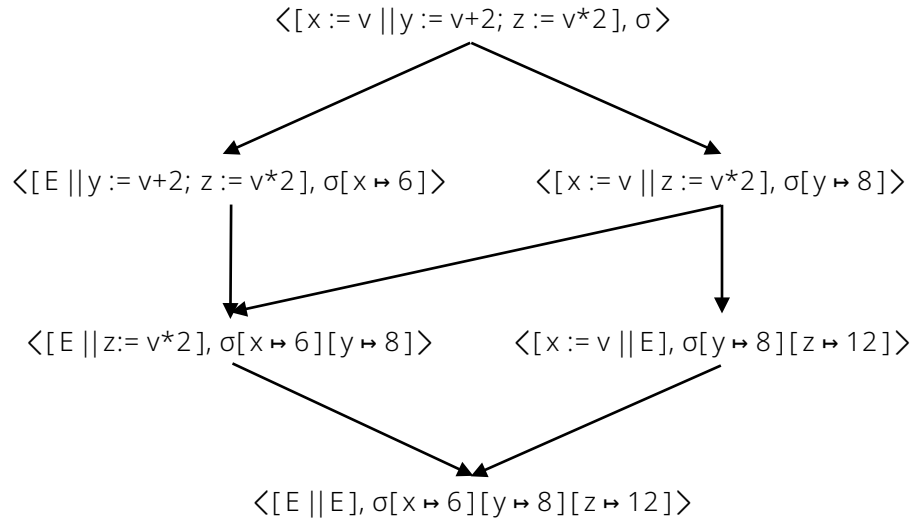 ⟨[x := v || y := v+2; z := v*2], σ⟩
⟨[E || y := v+2; z := v*2], σ[x ↦ 6]⟩ ⟨[x := v || z := v*2], σ[y ↦ 8]⟩
⟨[E || z:= v*2], σ[x ↦ 6][y ↦ 8]⟩ ⟨[x := v || E], σ[y ↦ 8][z ↦ 12]⟩
⟨[E || E], σ[x ↦ 6][y ↦ 8][z ↦ 12]⟩